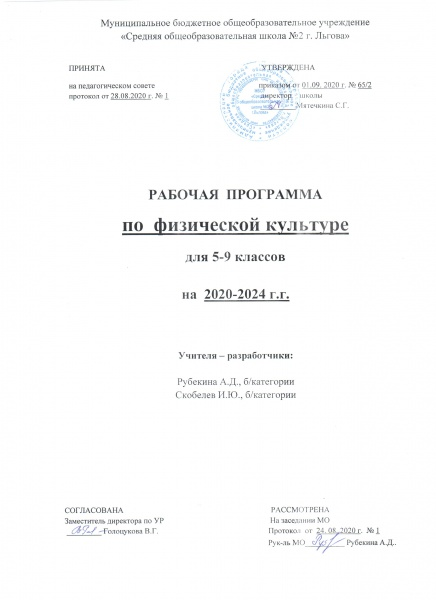 Муниципальное бюджетное общеобразовательное учреждение
«Средняя общеобразовательная школа №2 г. Льгова»
ПРИНЯТА
на педагогическом совете
протокол от 28.08.2020 г. № 1
УТВЕРЖДЕНА
приказом от 01.09. 2020 г. № 65/2
директор школы
Мятечкина С.Г.
РАБОЧАЯ ПРОГРАММА
по физической культуре
для 5-9 классов
на 2020-2024 г.г.
Учителя – разработчики:
Рубекина А.Д., б/категории
Скобелев И.Ю., б/категории
СОГЛАСОВАНА
Заместитель директора по УР
Голоцукова В.Г.
РАССМОТРЕНА
На заседании МО
Протокол от 24. 08. 2020 г. № 1
Рук-ль МО Рубекина А.Д..